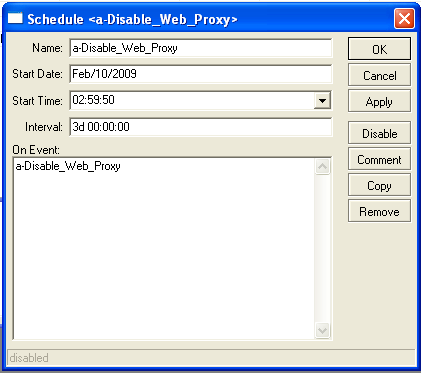 Schedule <a-Disable_Web_Proxy>
Name: a-Disable_Web_Proxy
OK
Start Date: Feb/10/2009
Cancel
Start Time: 02:59:50
Apply
Interval: 3d 00:00:00
Disable
On Event:
a-Disable_Web_Proxy
Comment
Copy
Remove
disabled